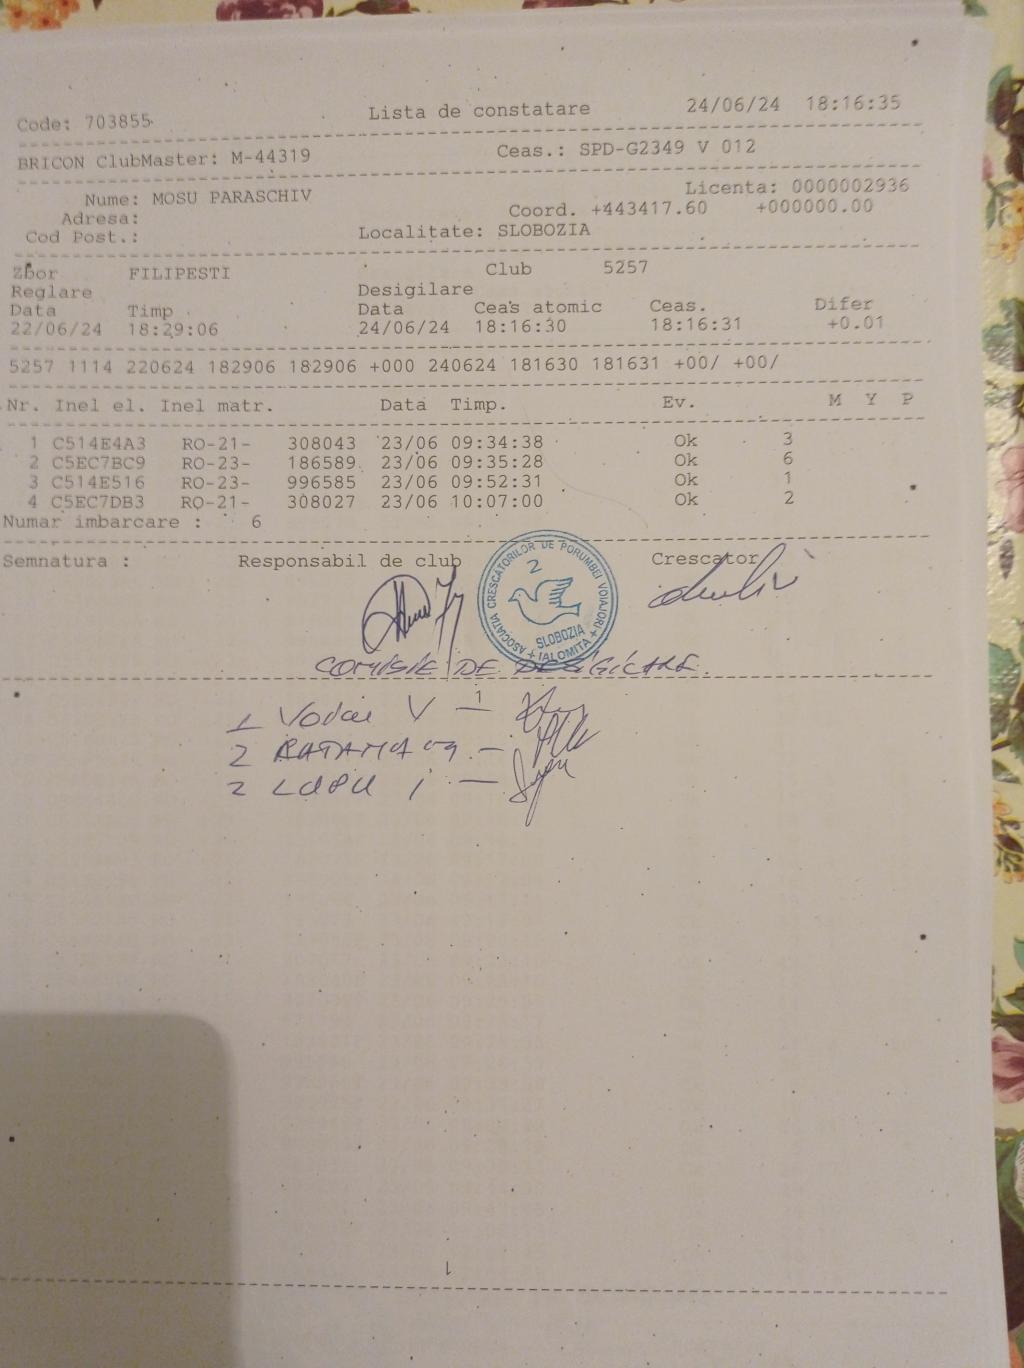 Code: 703855 Lista de constatare 24/06/24 18:16:35
BRICON ClubMaster: M-44319 Ceas.: SPD-G2349 V 012
Nume: MOSU PARASCHIV Licenta: 0000002936
Adresa: Coord. +443417.60 +000000.00
Cod Post.: Localitate: SLOBOZIA
Zbor FILIPESTI Club 5257
Reglare Desigilare
Data Timp Data Ceas atomic Ceas. Difer
22/06/24 18:29:06 24/06/24 18:16:30 18:16:31 +0.01
5257 1114 220624 182906 182906 +000 240624 181630 181631 +00/ +00/
Nr. Inel el. Inel matr. Data Timp. Ev. M Y P
1 C514E4A3 RO-21- 308043 23/06 09:34:38 Ok 3
2 C5EC7BC9 RO-23- 186589 23/06 09:35:28 Ok 6
3 C514E516 RO-23- 996585 23/06 09:52:31 Ok 1
4 C5EC7DB3 RO-21- 308027 23/06 10:07:00 Ok 2
Numar imbarcare : 6
Semnatura : Responsabil de club Crescator
ASOCIATIA CRESCATORILOR DE PORUMBEI VOIAJORI
2
SLOBOZIA
IALOMITA
COMISIE DE DESIGILARE.
1
1 Vodai V —
2 —
2 LUPU i —